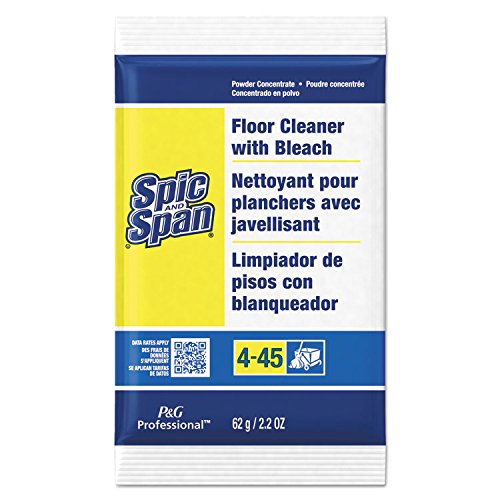 Powder Concentrate • Poudre concentrée
Concentrado en polvo
Floor Cleaner
with Bleach
Nettoyant pour
planchers avec
javellisant
Limpiador de
pisos con
blanqueador
Spic
AND
Span
®
®
DATA RATES APPLY
DES FRAIS DE
DONNÉES
S'APPLIQUENT
SE APLICAN TARIFAS
DE DATOS
4-45
P&G
Professional™
62 g / 2.2 OZ